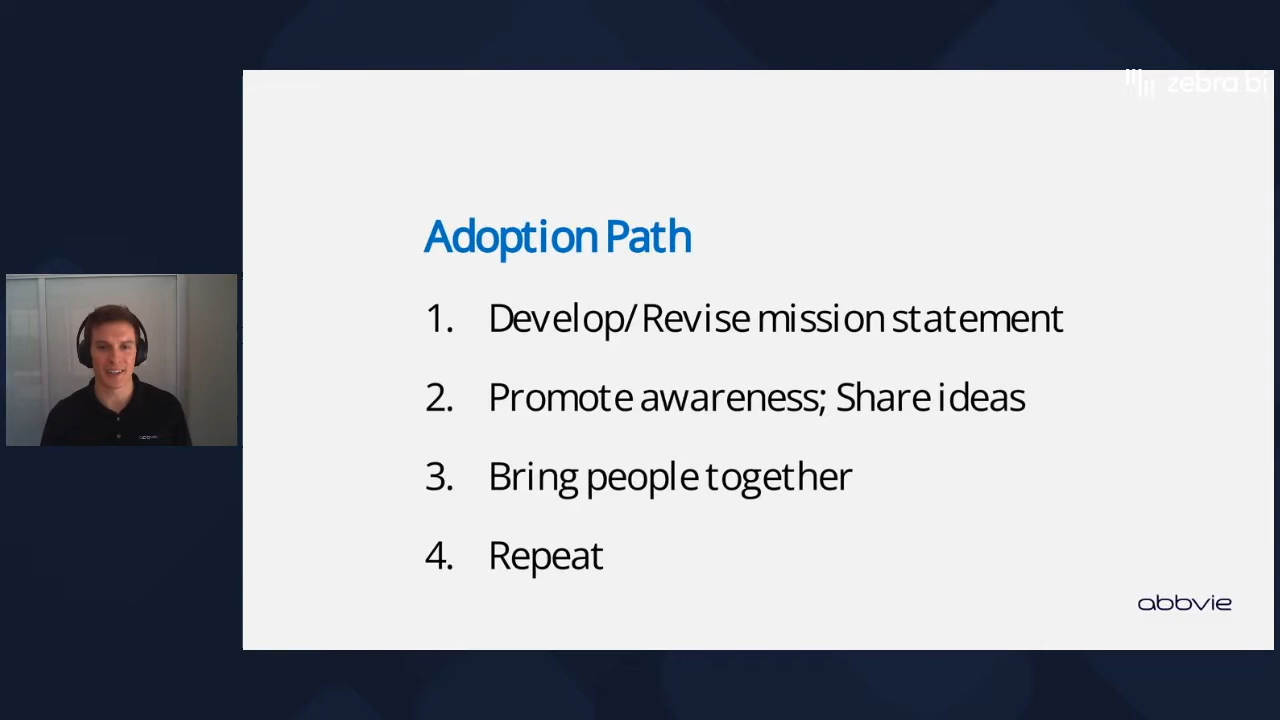 zebra bi
Adoption Path
1. Develop/Revise mission statement
2. Promote awareness; Share ideas
3. Bring people together
4. Repeat
abbvie
abbvie